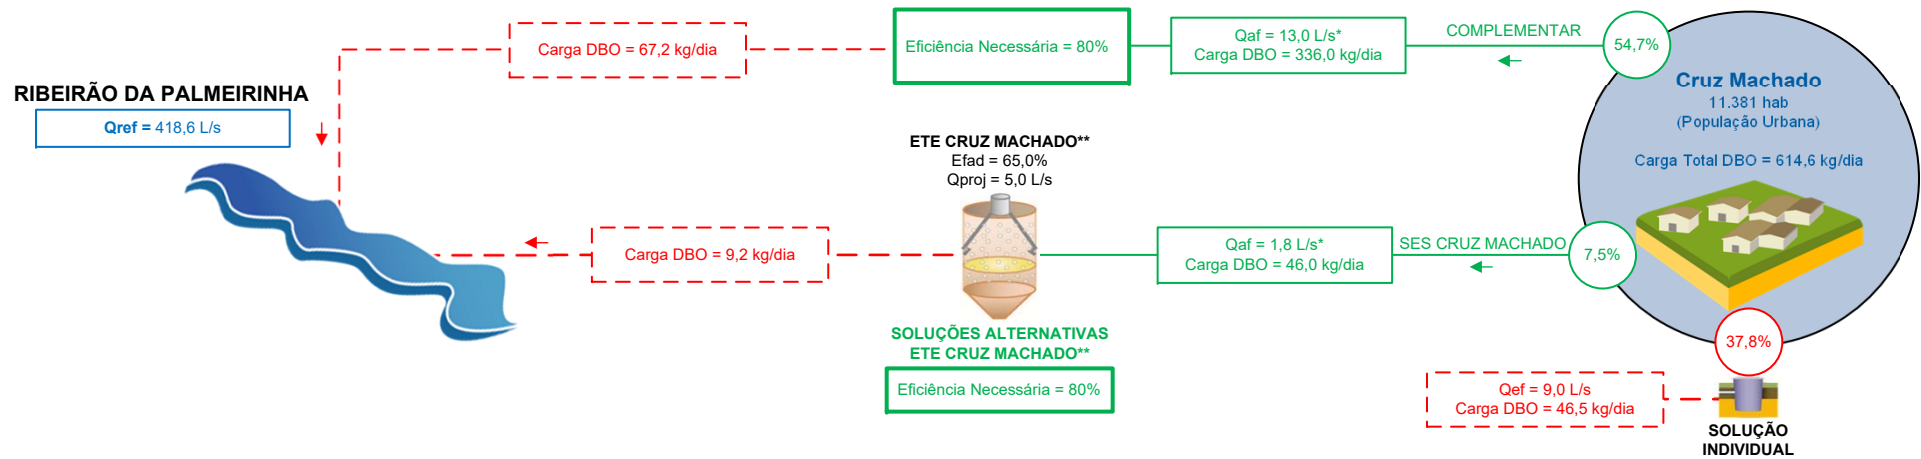 Carga DBO = 67,2 kg/dia
Eficiência Necessária = 80%
Qaf = 13,0 L/s*
Carga DBO = 336,0 kg/dia
COMPLEMENTAR
54,7%
Cruz Machado
11.381 hab
(População Urbana)
Carga Total DBO = 614,6 kg/dia
RIBEIRÃO DA PALMEIRINHA
Qref = 418,6 L/s
ETE CRUZ MACHADO**
Efad = 65,0%
Qproj = 5,0 L/s
Carga DBO = 9,2 kg/dia
Qaf = 1,8 L/s*
Carga DBO = 46,0 kg/dia
SES CRUZ MACHADO
7,5%
SOLUÇÕES ALTERNATIVAS
ETE CRUZ MACHADO**
Eficiência Necessária = 80%
37,8%
Qef = 9,0 L/s
Carga DBO = 46,5 kg/dia
SOLUÇÃO
INDIVIDUAL